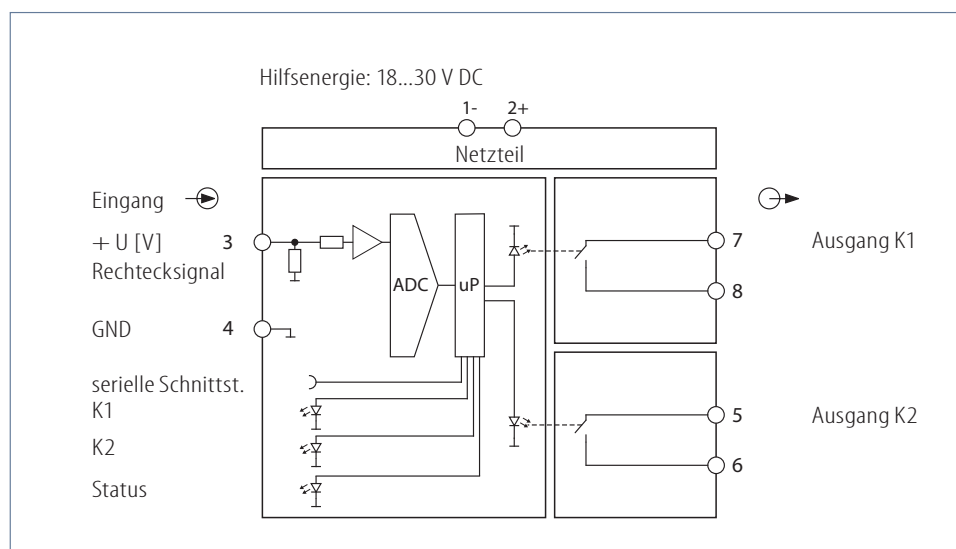 Hilfsenergie: 18...30 V DC
1- 2+
Netzteil
Eingang
+ U [V] 3
Rechtecksignal
ADC
uP
7 Ausgang K1
8
GND 4
serielle Schnittst.
K1
K2
Status
5 Ausgang K2
6